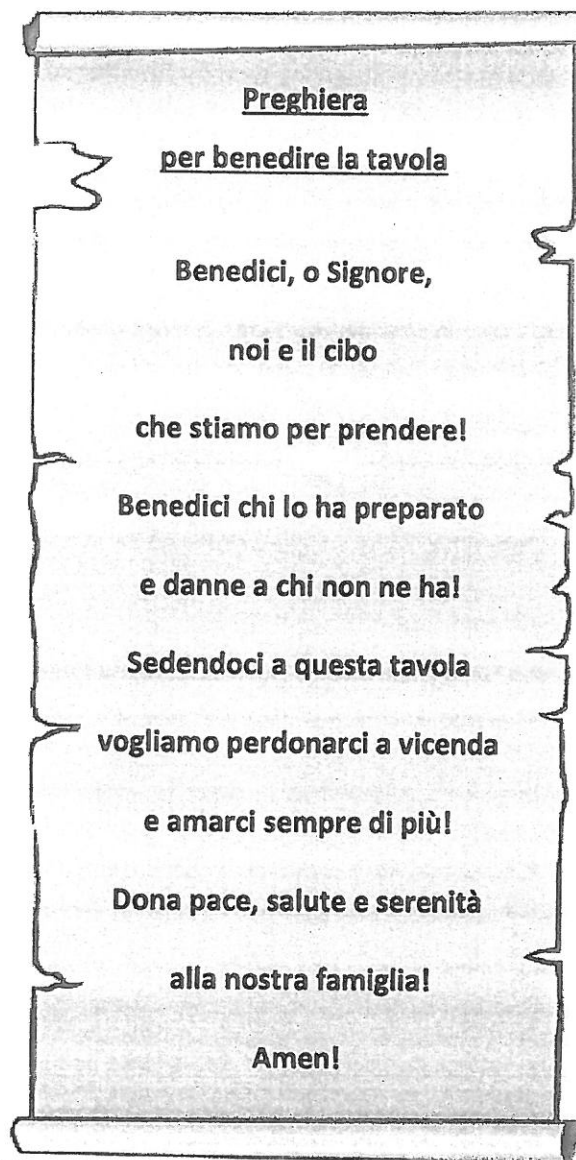 Preghiera
per benedire la tavola
Benedici, o Signore,
noi e il cibo
che stiamo per prendere!
Benedici chi lo ha preparato
e danne a chi non ne ha!
Sedendoci a questa tavola
vogliamo perdonarci a vicenda
e amarci sempre di più!
Dona pace, salute e serenità
alla nostra famiglia!
Amen!